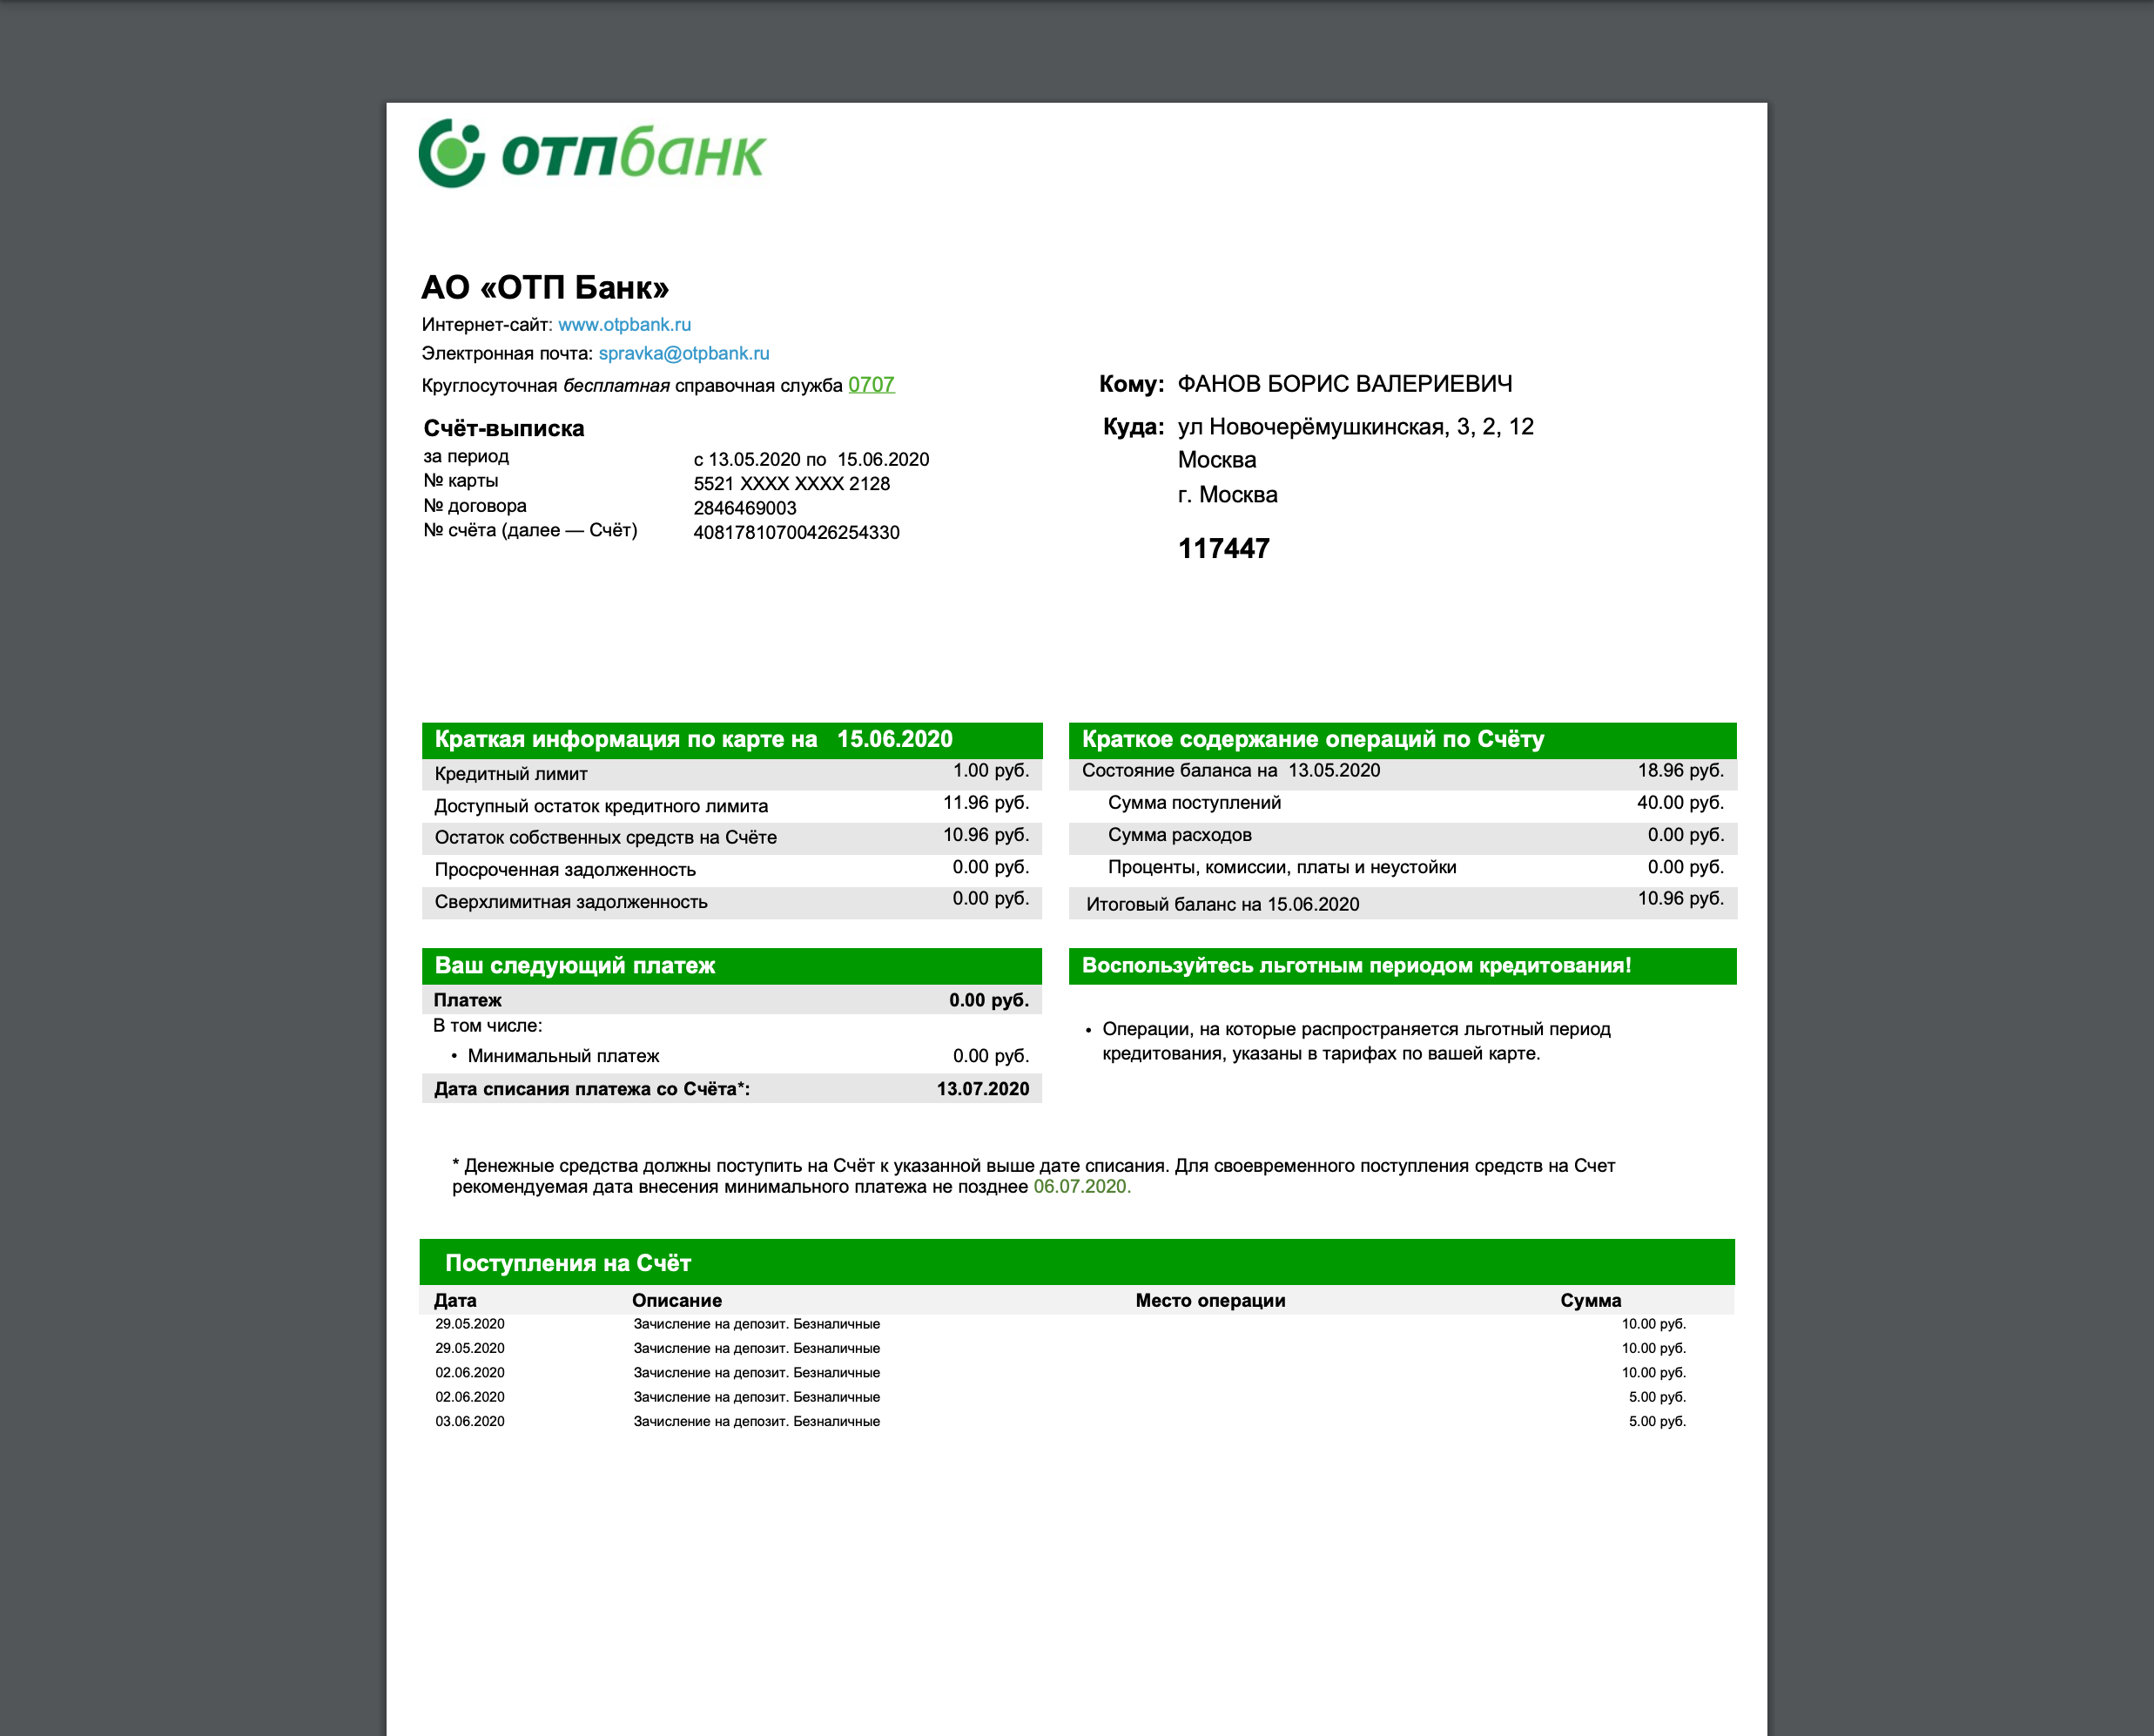 отпбанк
АО «ОТП Банк»
Интернет-сайт: www.otpbank.ru
Электронная почта: spravka@otpbank.ru
Круглосуточная бесплатная справочная служба 0707
Кому: ФАНОВ БОРИС ВАЛЕРИЕВИЧ
Куда: ул Новочерёмушкинская, 3, 2, 12
Москва
г. Москва
117447
Счёт-выписка
за период с 13.05.2020 по 15.06.2020
№ карты 5521 XXXX XXXX 2128
№ договора 2846469003
№ счёта (далее — Счёт) 40817810700426254330
Краткая информация по карте на 15.06.2020
Кредитный лимит 1.00 руб.
Доступный остаток кредитного лимита 11.96 руб.
Остаток собственных средств на Счёте 10.96 руб.
Просроченная задолженность 0.00 руб.
Сверхлимитная задолженность 0.00 руб.
Краткое содержание операций по Счёту
Состояние баланса на 13.05.2020 18.96 руб.
Сумма поступлений 40.00 руб.
Сумма расходов 0.00 руб.
Проценты, комиссии, платы и неустойки 0.00 руб.
Итоговый баланс на 15.06.2020 10.96 руб.
Ваш следующий платеж
Платеж 0.00 руб.
В том числе:
• Минимальный платеж 0.00 руб.
Дата списания платежа со Счёта*: 13.07.2020
Воспользуйтесь льготным периодом кредитования!
• Операции, на которые распространяется льготный период
кредитования, указаны в тарифах по вашей карте.
* Денежные средства должны поступить на Счёт к указанной выше дате списания. Для своевременного поступления средств на Счет
рекомендуемая дата внесения минимального платежа не позднее 06.07.2020.
Поступления на Счёт
Дата Описание Место операции Сумма
29.05.2020 Зачисление на депозит. Безналичные 10.00 руб.
29.05.2020 Зачисление на депозит. Безналичные 10.00 руб.
02.06.2020 Зачисление на депозит. Безналичные 10.00 руб.
02.06.2020 Зачисление на депозит. Безналичные 5.00 руб.
03.06.2020 Зачисление на депозит. Безналичные 5.00 руб.